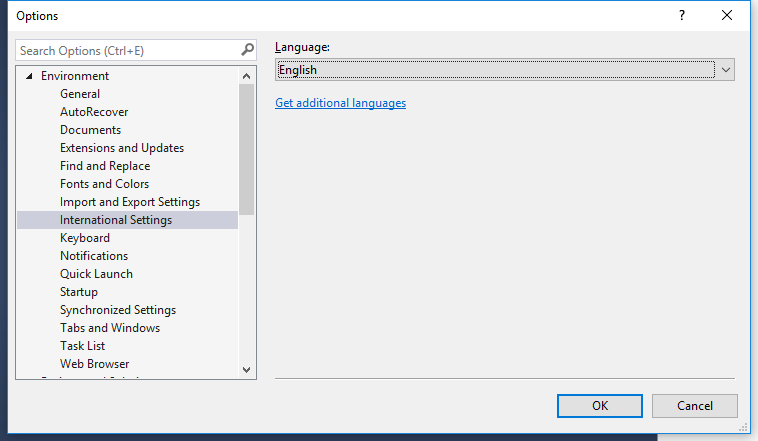 Options
Search Options (Ctrl+E)
Environment
General
AutoRecover
Documents
Extensions and Updates
Find and Replace
Fonts and Colors
Import and Export Settings
International Settings
Keyboard
Notifications
Quick Launch
Startup
Synchronized Settings
Tabs and Windows
Task List
Web Browser
Language:
English
Get additional languages
OK
Cancel